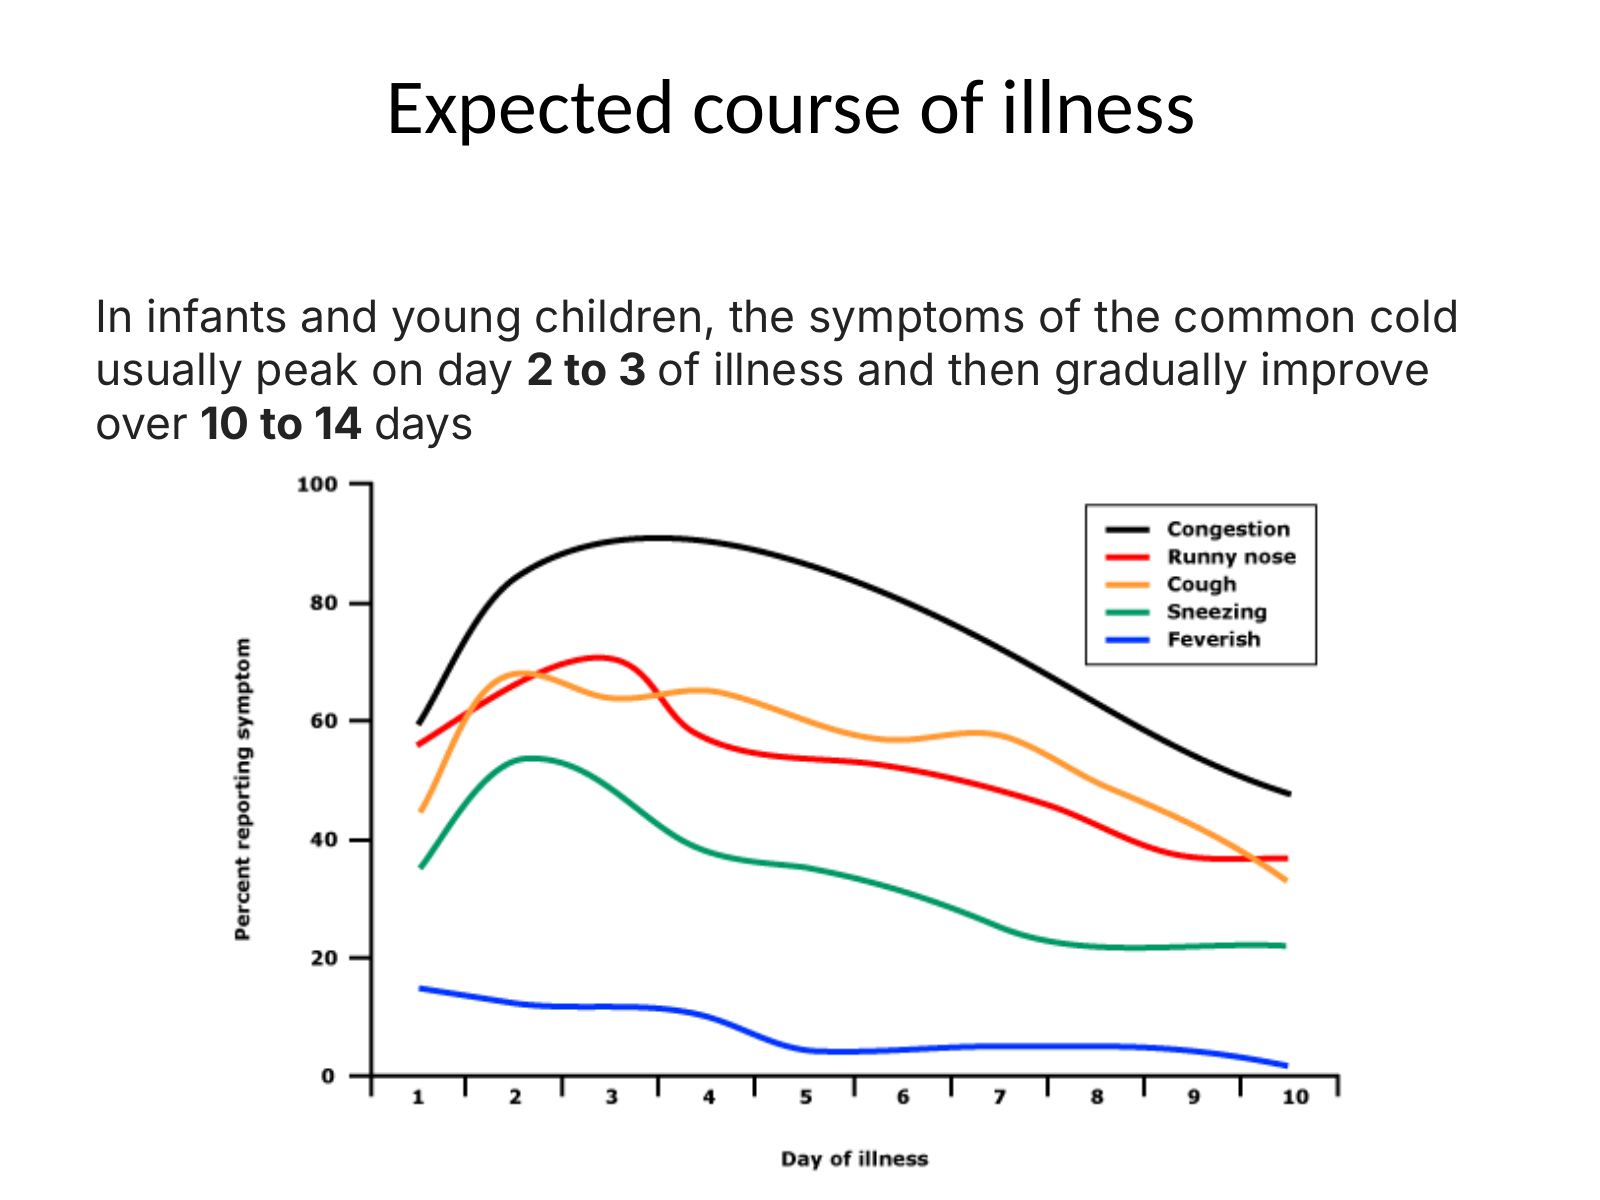 Expected course of illness
In infants and young children, the symptoms of the common cold
usually peak on day 2 to 3 of illness and then gradually improve
over 10 to 14 days
100
80
60
40
20
0
Percent reporting symptom
Congestion
Runny nose
Cough
Sneezing
Feverish
1 2 3 4 5 6 7 8 9 10
Day of illness